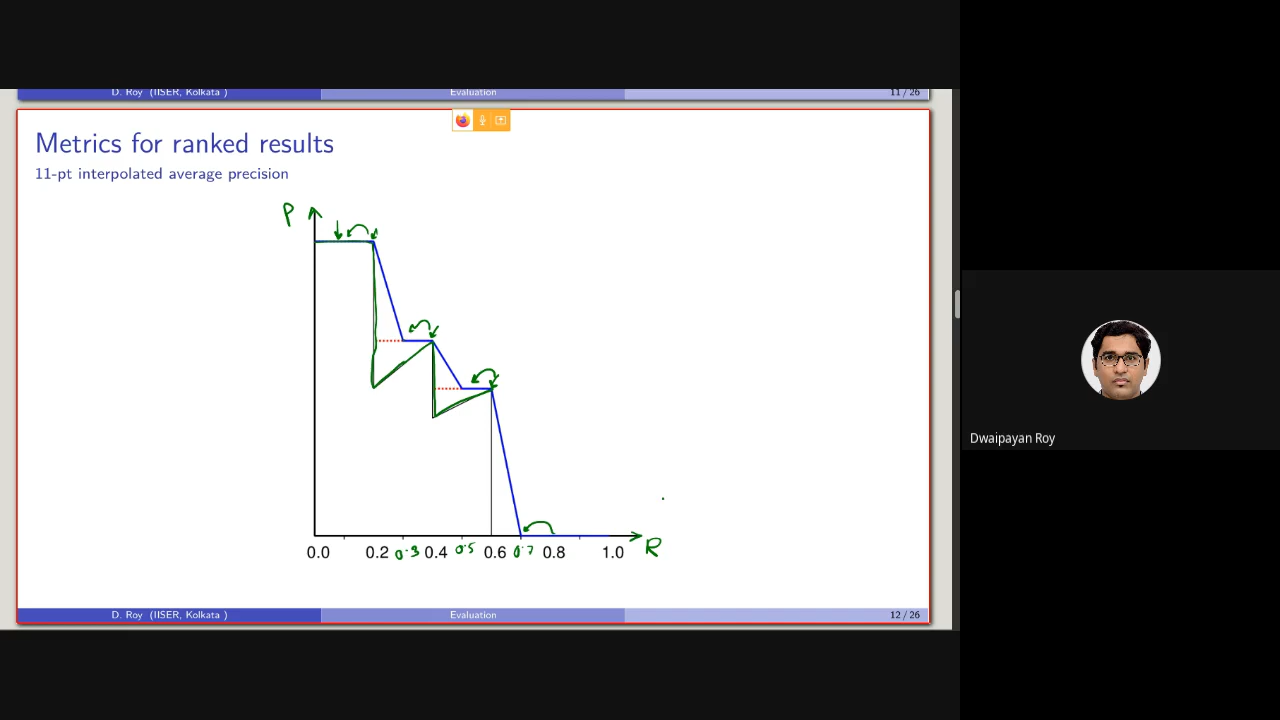 D. Roy (IISER, Kolkata )
Evaluation
11 / 26
Metrics for ranked results
11-pt interpolated average precision
P
0.0 0.2 0.3 0.4 0.5 0.6 0.7 0.8 1.0 R
D. Roy (IISER, Kolkata )
Evaluation
12 / 26
Dwaipayan Roy